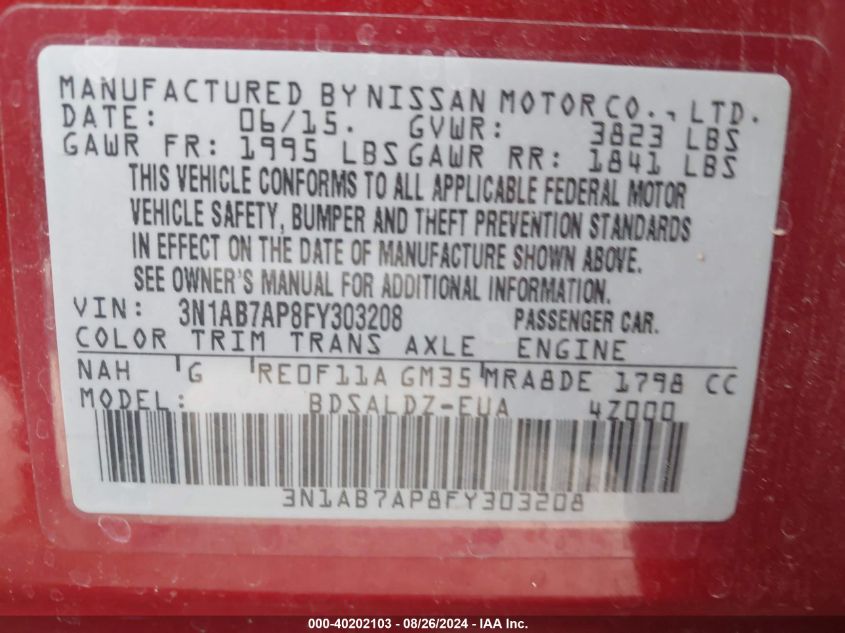 MANUFACTURED BY NISSAN MOTOR CO., LTD.
DATE: 06/15. GVWR: 3823 LBS
GAWR FR: 1995 LBS GAWR RR: 1841 LBS
THIS VEHICLE CONFORMS TO ALL APPLICABLE FEDERAL MOTOR
VEHICLE SAFETY, BUMPER AND THEFT PREVENTION STANDARDS
IN EFFECT ON THE DATE OF MANUFACTURE SHOWN ABOVE.
SEE OWNER'S MANUAL FOR ADDITIONAL INFORMATION.
VIN: 3N1AB7AP8FY303208 PASSENGER CAR.
COLOR TRIM TRANS AXLE ENGINE
NAH G RE0F11A GM35 MRA8DE 1798 CC
MODEL: BDSALDZ-EUA 4Z000
3N1AB7AP8FY303208
000-40202103 - 08/26/2024 - IAA Inc.